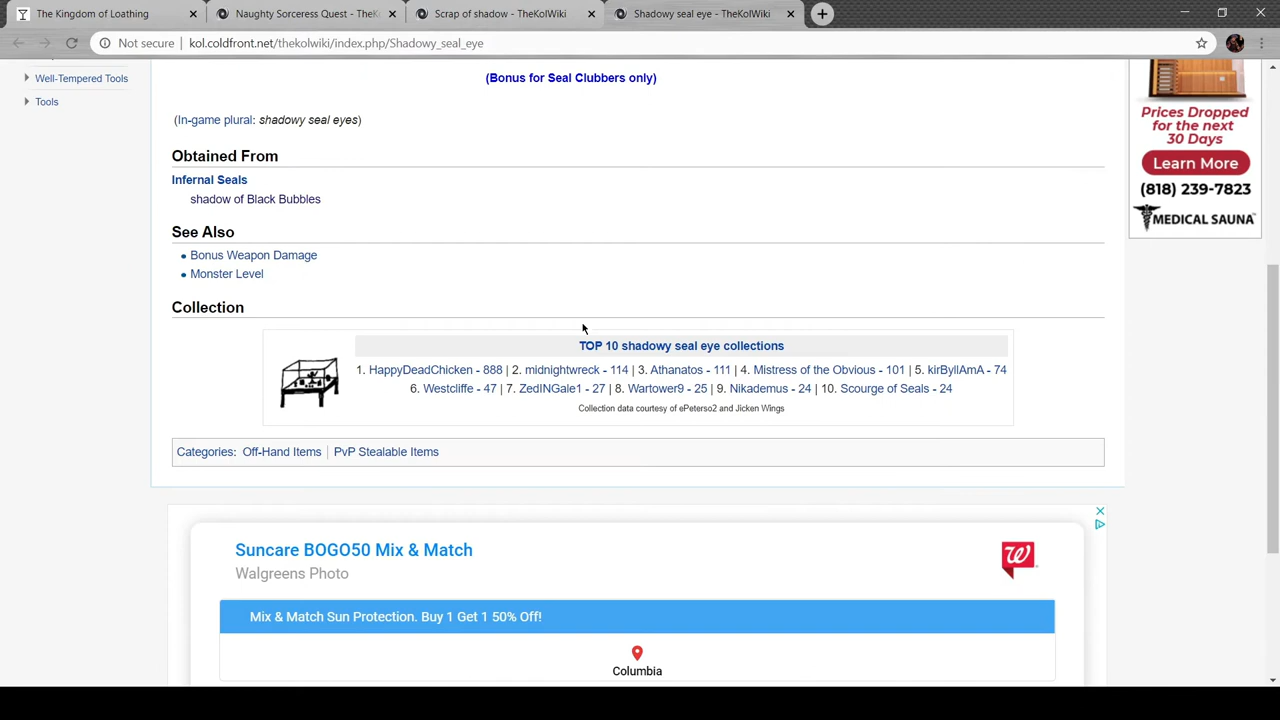 The Kingdom of Loathing
Naughty Sorceress Quest - TheK
Scrap of shadow - TheKolWiki
Shadowy seal eye - TheKolWiki
Not secure | kol.coldfront.net/thekolwiki/index.php/Shadowy_seal_eye
Well-Tempered Tools
Tools
(Bonus for Seal Clubbers only)
(In-game plural: shadowy seal eyes)
Obtained From
Infernal Seals
shadow of Black Bubbles
See Also
Bonus Weapon Damage
Monster Level
Collection
TOP 10 shadowy seal eye collections
1. HappyDeadChicken - 888 | 2. midnightwreck - 114 | 3. Athanatos - 111 | 4. Mistress of the Obvious - 101 | 5. kirByllAmA - 74
6. Westcliffe - 47 | 7. ZedINGale1 - 27 | 8. Wartower9 - 25 | 9. Nikademus - 24 | 10. Scourge of Seals - 24
Collection data courtesy of ePeterso2 and Jicken Wings
Categories: Off-Hand Items | PvP Stealable Items
Prices Dropped
for the next
30 Days
Learn More
(818) 239-7823
MEDICAL SAUNA™
Suncare BOGO50 Mix & Match
Walgreens Photo
Mix & Match Sun Protection. Buy 1 Get 1 50% Off!
Columbia